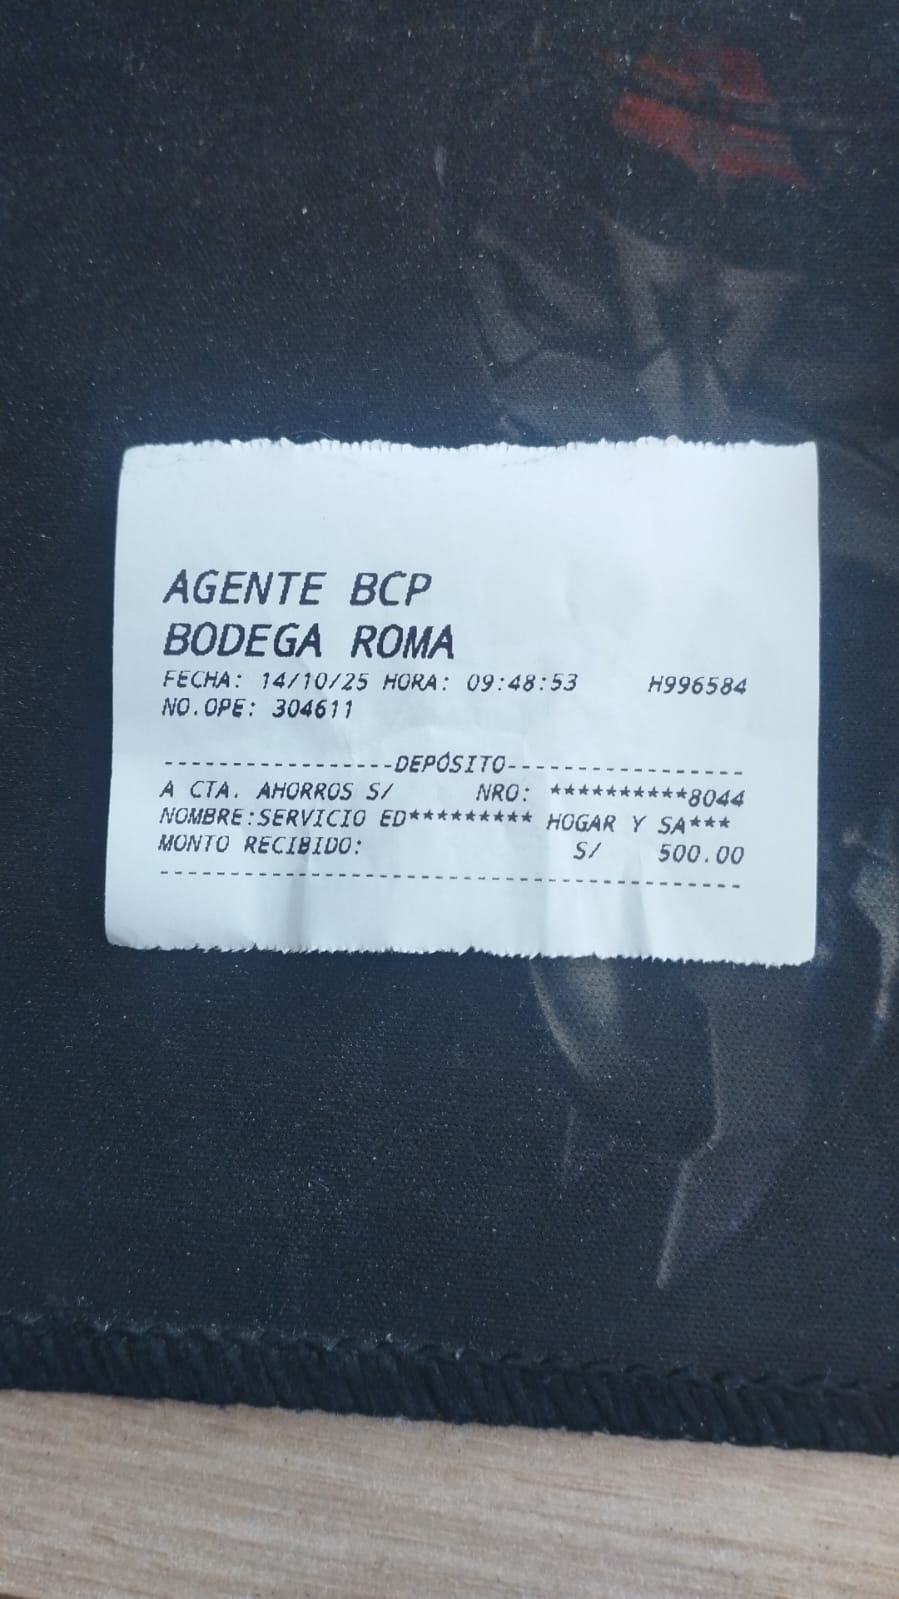 AGENTE BCP
BODEGA ROMA
FECHA: 14/10/25 HORA: 09:48:53 H996584
NO.OPE: 304611
-----------------DEPÓSITO-----------------
A CTA. AHORROS S/ NRO: **********8044
NOMBRE:SERVICIO ED********* HOGAR Y SA***
MONTO RECIBIDO: S/ 500.00
------------------------------------------